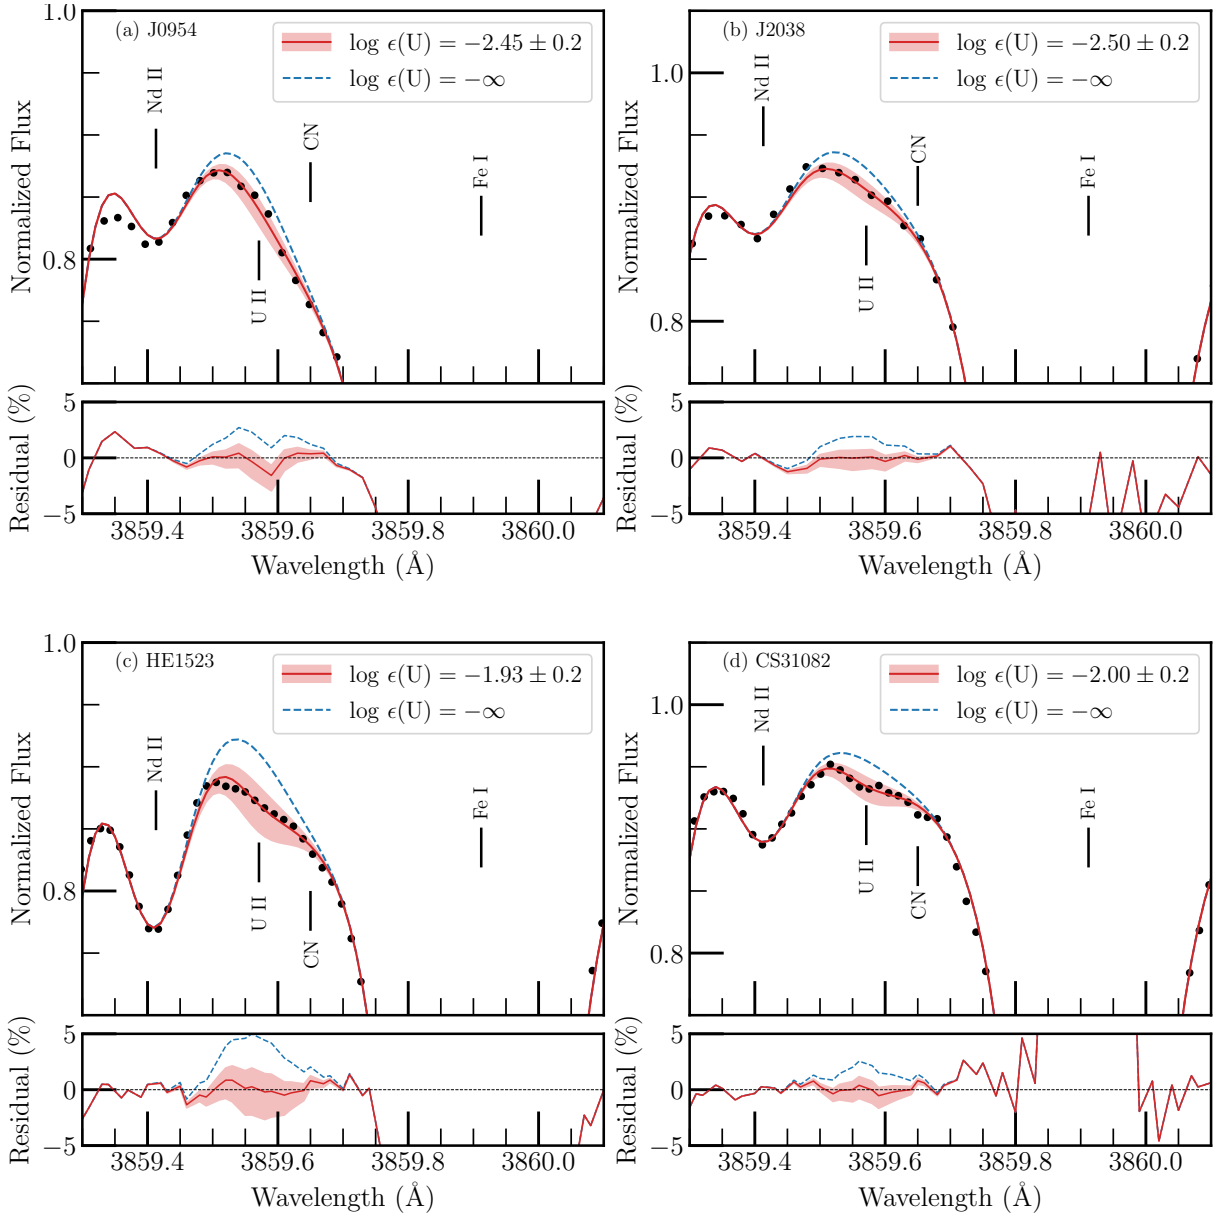 (a) J0954
log ϵ(U) = −2.45 ± 0.2
log ϵ(U) = −∞
Nd II
CN
Fe I
U II
1.0
0.8
Normalized Flux
5
0
−5
Residual (%)
3859.4 3859.6 3859.8 3860.0
Wavelength (Å)
(b) J2038
log ϵ(U) = −2.50 ± 0.2
log ϵ(U) = −∞
Nd II
CN
Fe I
U II
1.0
0.8
Normalized Flux
5
0
−5
Residual (%)
3859.4 3859.6 3859.8 3860.0
Wavelength (Å)
(c) HE1523
log ϵ(U) = −1.93 ± 0.2
log ϵ(U) = −∞
Nd II
Fe I
U II
CN
1.0
0.8
Normalized Flux
5
0
−5
Residual (%)
3859.4 3859.6 3859.8 3860.0
Wavelength (Å)
(d) CS31082
log ϵ(U) = −2.00 ± 0.2
log ϵ(U) = −∞
Nd II
Fe I
U II
CN
1.0
0.8
Normalized Flux
5
0
−5
Residual (%)
3859.4 3859.6 3859.8 3860.0
Wavelength (Å)